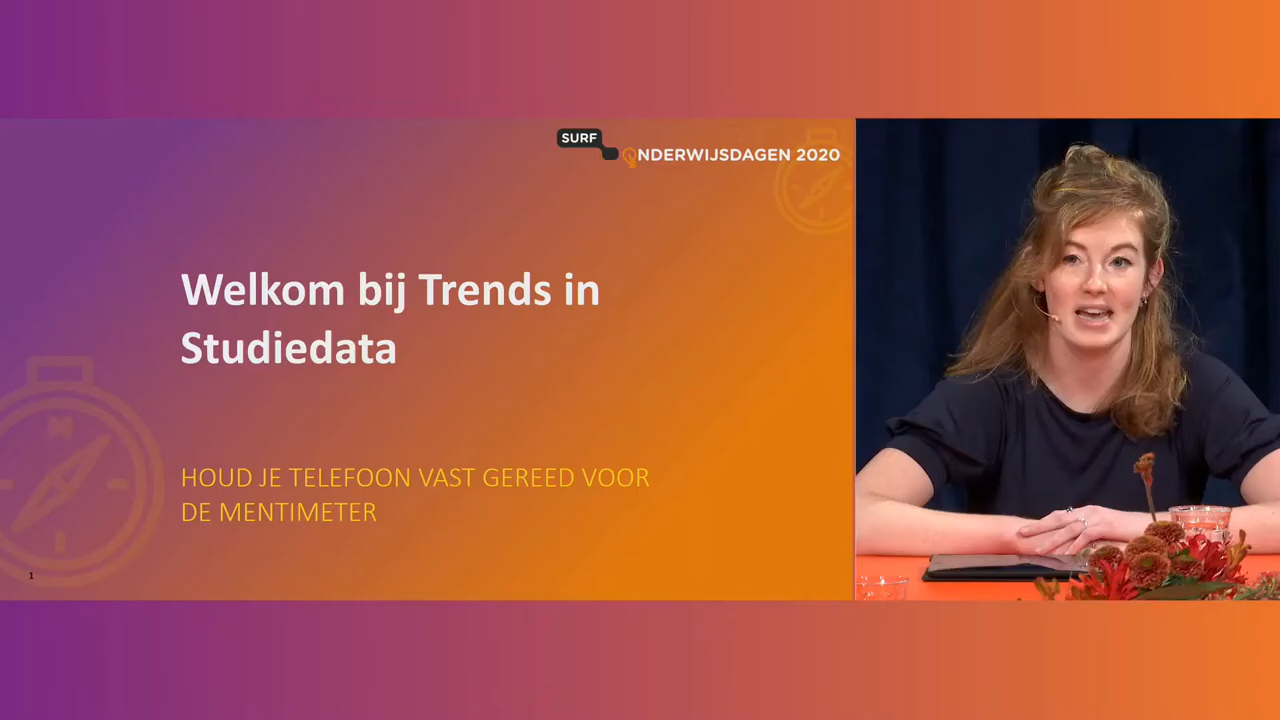 SURF
ONDERWIJSDAGEN 2020
Welkom bij Trends in
Studiedata
HOUD JE TELEFOON VAST GEREED VOOR
DE MENTIMETER
1